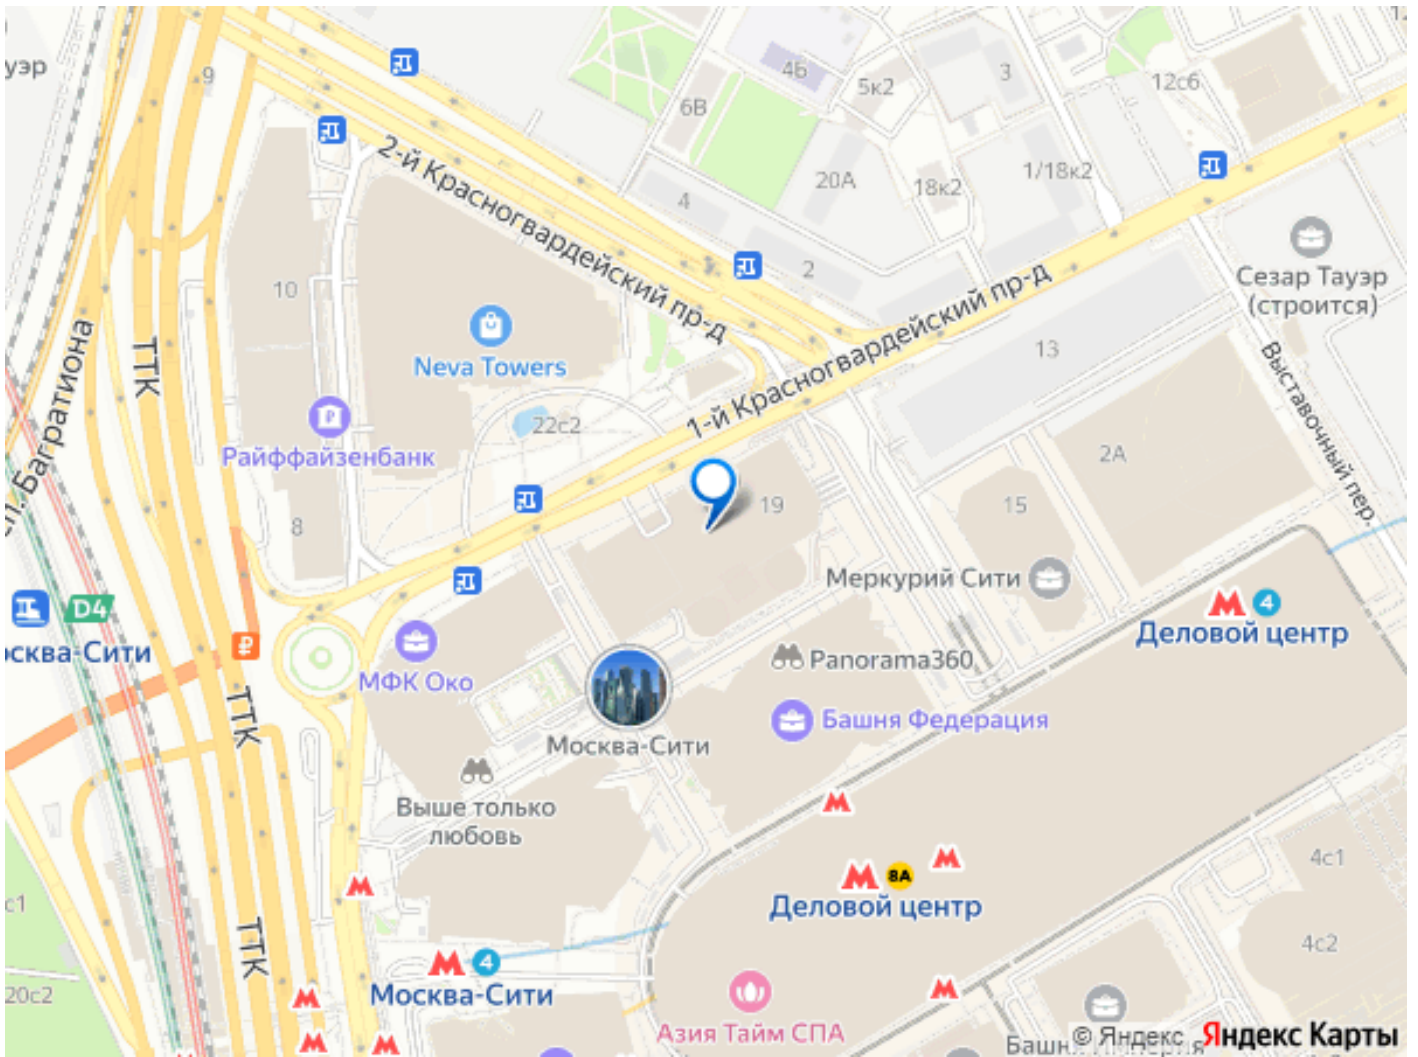 уэр
9
4Б
5к2
3
12с6
6В
2-й Красногвардейский пр-д
20А
18к2
1/18к2
4
2
Сезар Тауэр
(строится)
10
Neva Towers
ТТК
13
1-й Красногвардейский пр-д
Выставочный пер.
ул. Багратиона
22с2
Райффайзенбанк
2А
8
19
15
Меркурий Сити
D4
4
Деловой центр
осква-Сити
МФК Око
Panorama360
ТТК
Башня Федерация
Москва-Сити
Выше только
любовь
4с1
8А
Деловой центр
с1
ТТК
4с2
4
Москва-Сити
20с2
Азия Тайм СПА
Башня Империя
© Яндекс Яндекс Карты